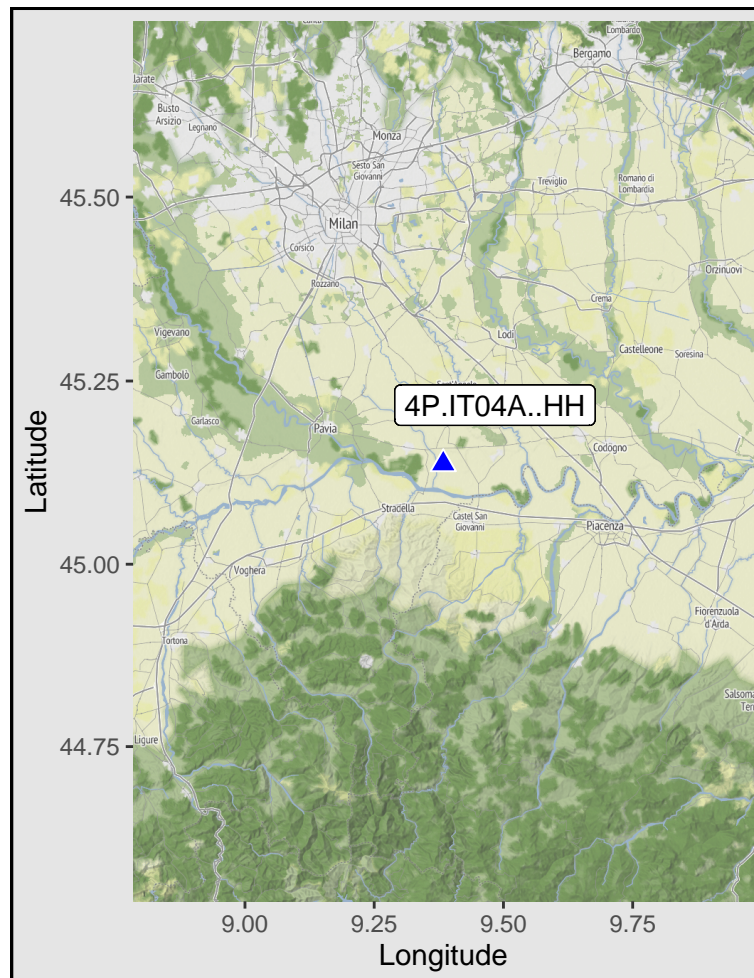 Lombardo
Bergamo
Busto
Arsizio
Legnano
Monza
Sesto San
Giovanni
Treviglio
Romano di
Lombardia
45.50
Milan
Corsico
Rozzano
Orzinuovi
Crema
Vigevano
Lodi
Castelleone
Soresina
45.25
Gambolò
4P.IT04A..HH
Garlasco
Pavia
Codogno
Latitude
Stradella
Castel San
Giovanni
Piacenza
45.00
Voghera
Fiorenzuola
d'Arda
Tortona
44.75
Ligure
9.00
9.25
9.50
9.75
Longitude